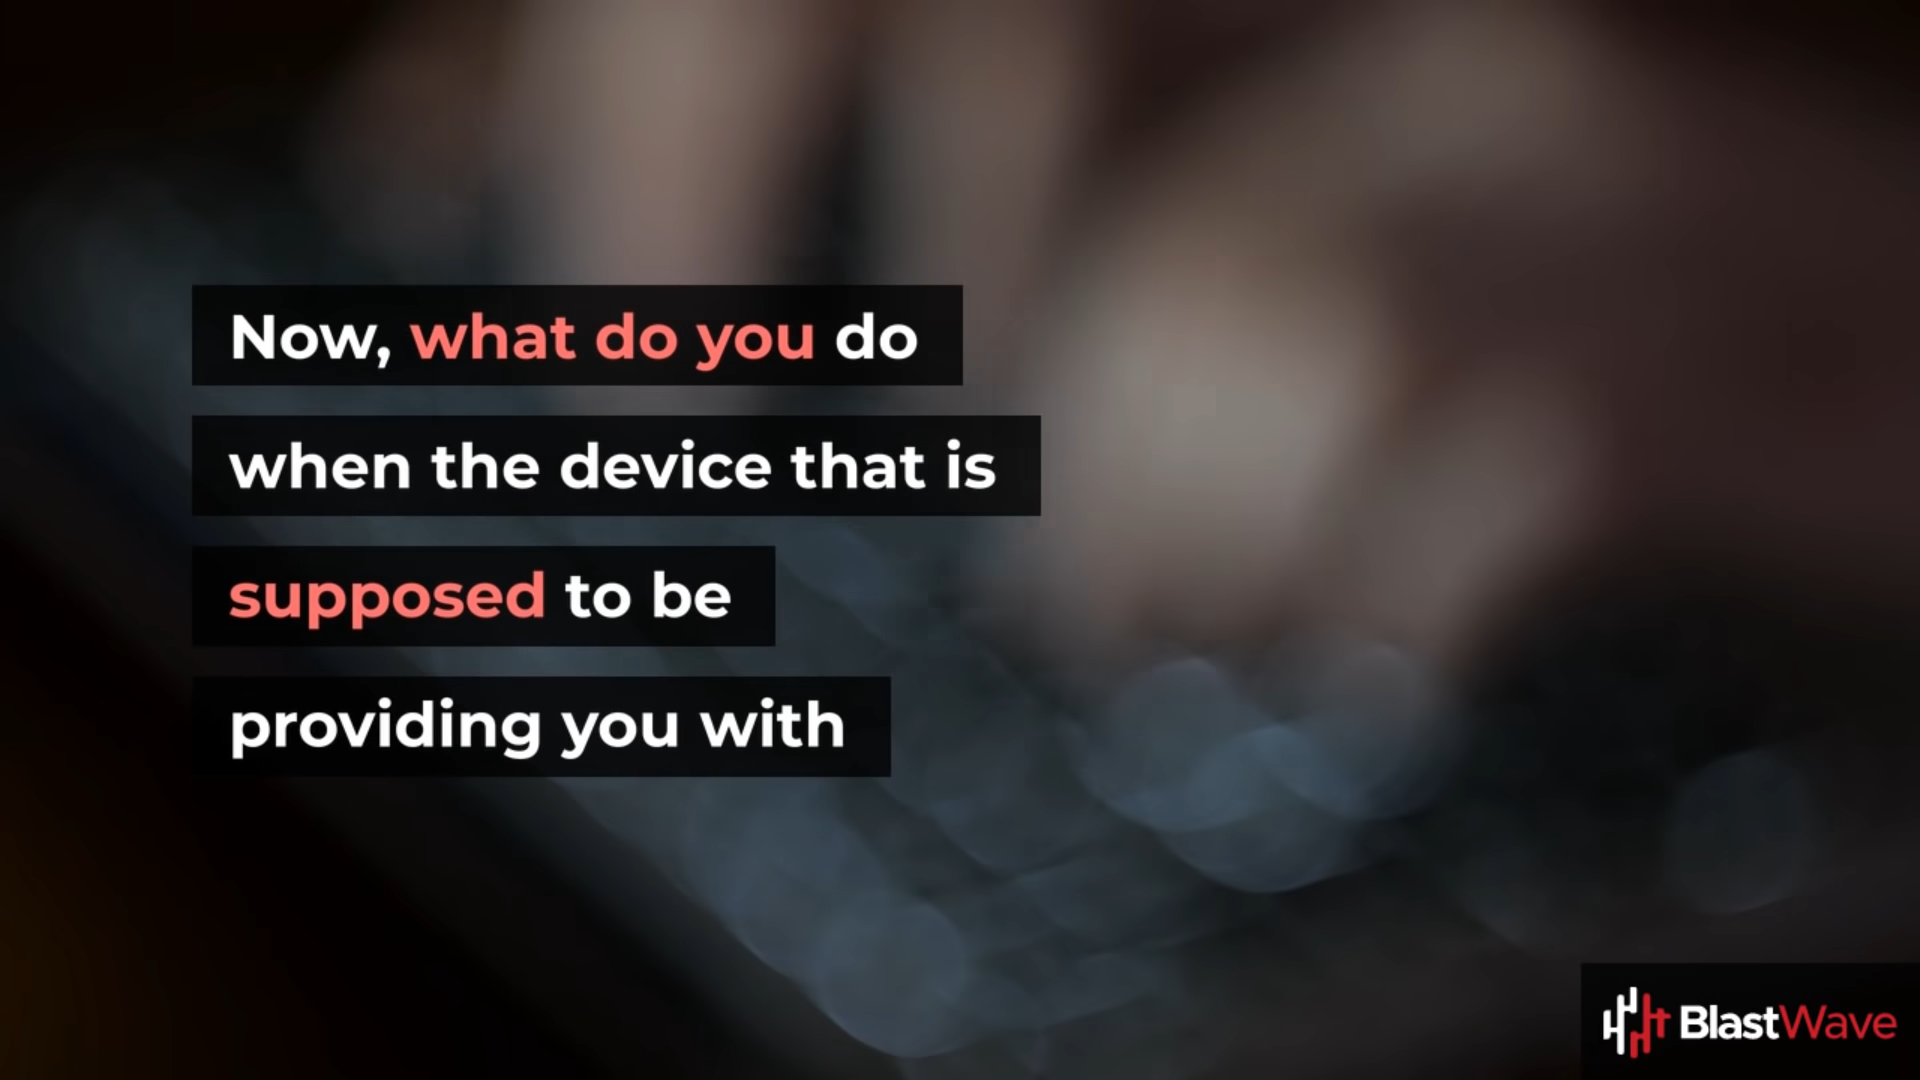 Now, what do you do
when the device that is
supposed to be
providing you with
BlastWave